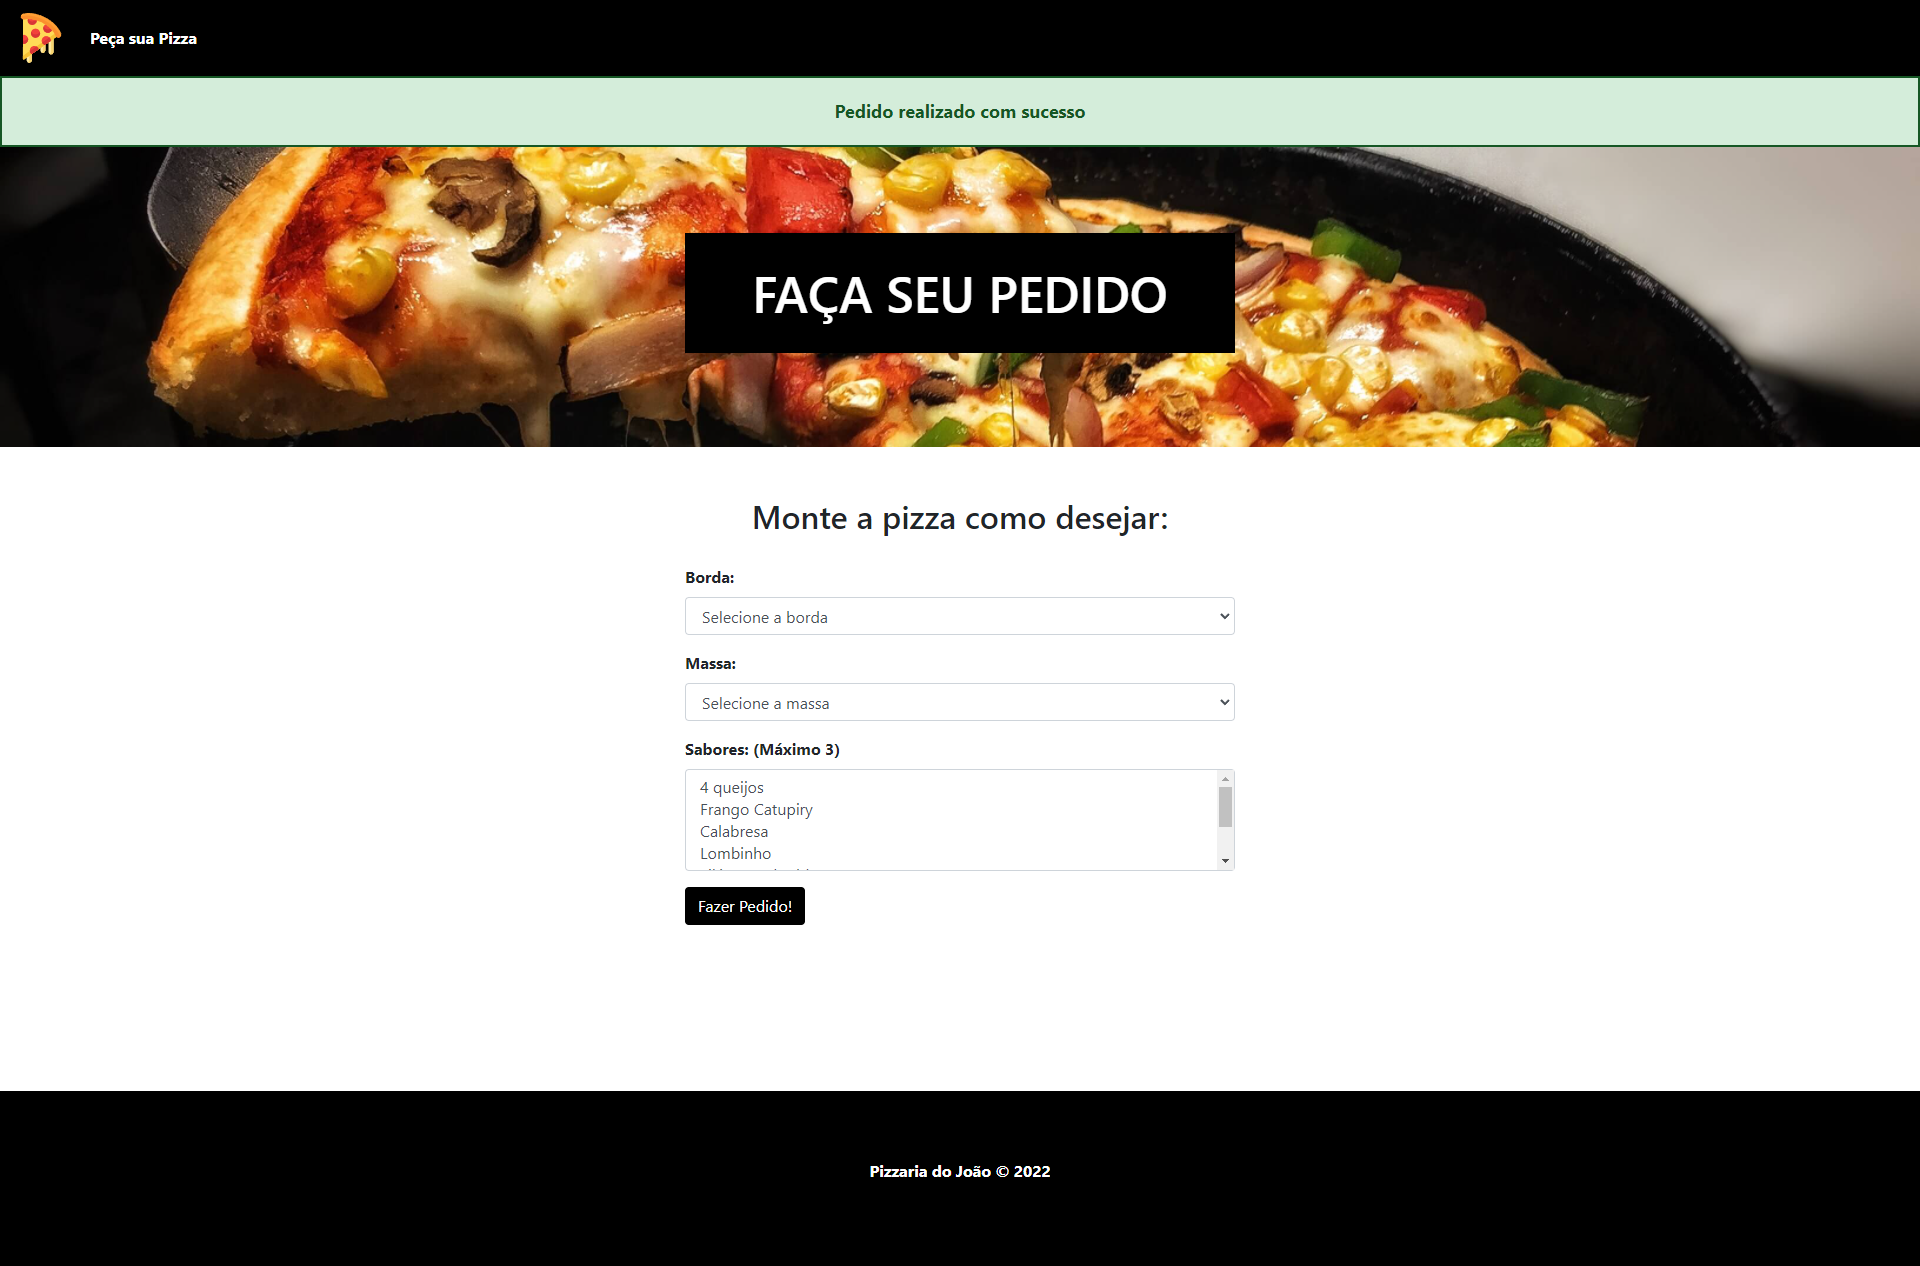 Peça sua Pizza
Pedido realizado com sucesso
FAÇA SEU PEDIDO
Monte a pizza como desejar:
Borda:
Selecione a borda
Massa:
Selecione a massa
Sabores: (Máximo 3)
4 queijos
Frango Catupiry
Calabresa
Lombinho
Fazer Pedido!
Pizzaria do João © 2022